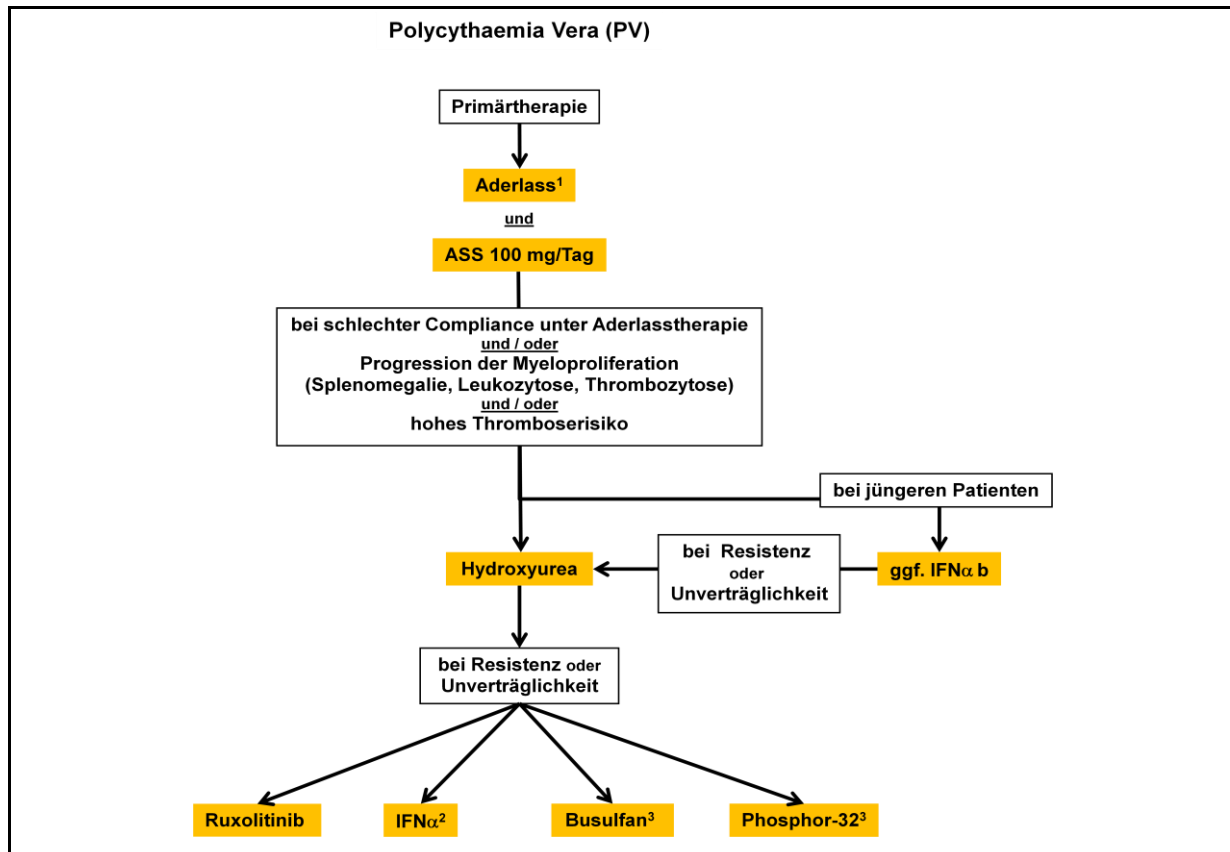 Polycythaemia Vera (PV)
Primärtherapie
Aderlass¹
und
ASS 100 mg/Tag
bei schlechter Compliance unter Aderlasstherapie
und / oder
Progression der Myeloproliferation
(Splenomegalie, Leukozytose, Thrombozytose)
und / oder
hohes Thromboserisiko
bei jüngeren Patienten
Hydroxyurea
bei Resistenz
oder
Unverträglichkeit
ggf. IFNα b
bei Resistenz oder
Unverträglichkeit
Ruxolitinib
IFNα²
Busulfan³
Phosphor-32³